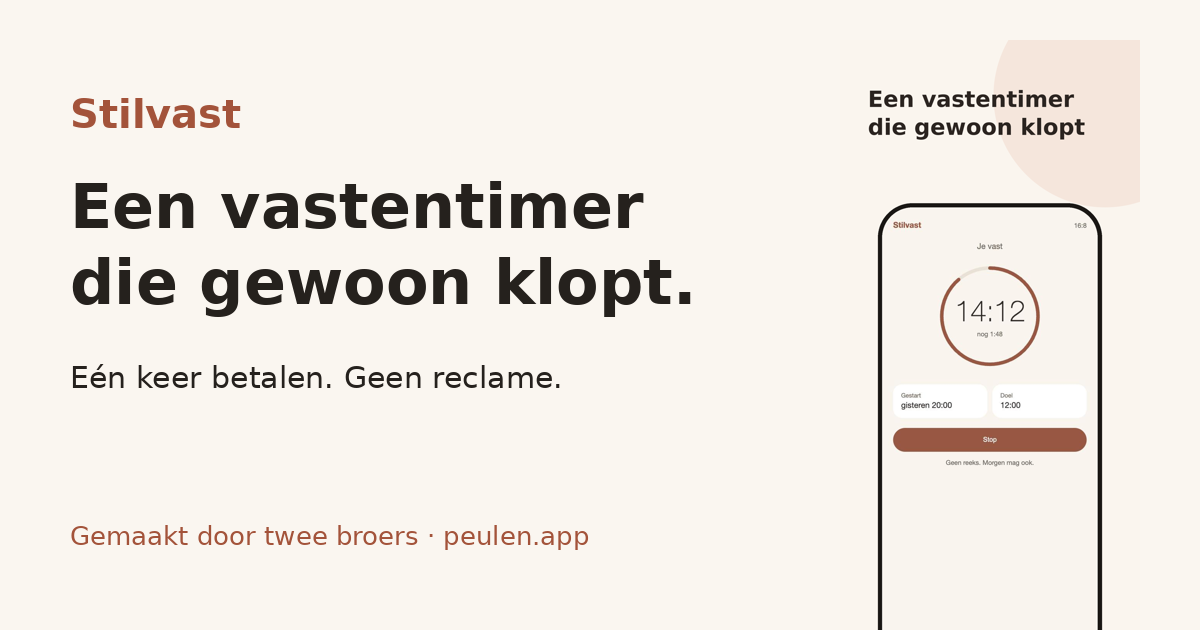 Stilvast
Een vastentimer
die gewoon klopt.
Eén keer betalen. Geen reclame.
Gemaakt door twee broers · peulen.app
Een vastentimer
die gewoon klopt
Stilvast
16:8
Je vast
14:12
nog 1:48
Gestart
gisteren 20:00
Doel
12:00
Stop
Geen reeks. Morgen mag ook.